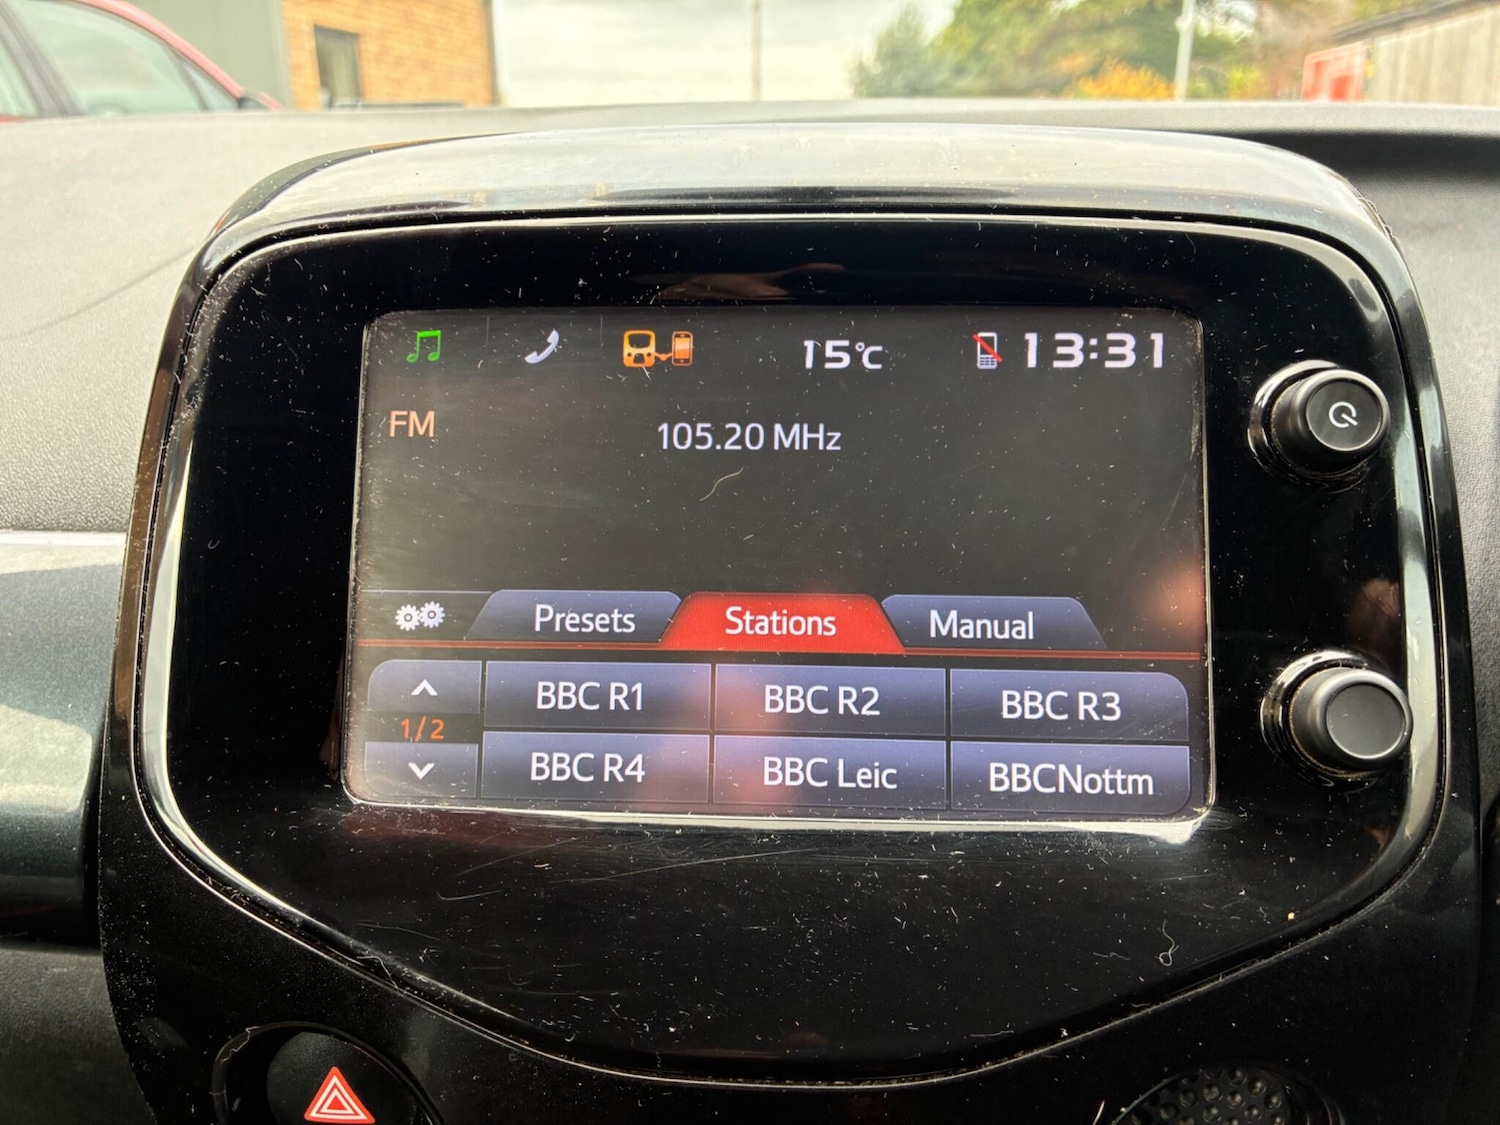 15°C 13:31
FM
105.20 MHz
Presets Stations Manual
BBC R1 BBC R2 BBC R3
1/2
BBC R4 BBC Leic BBCNottm